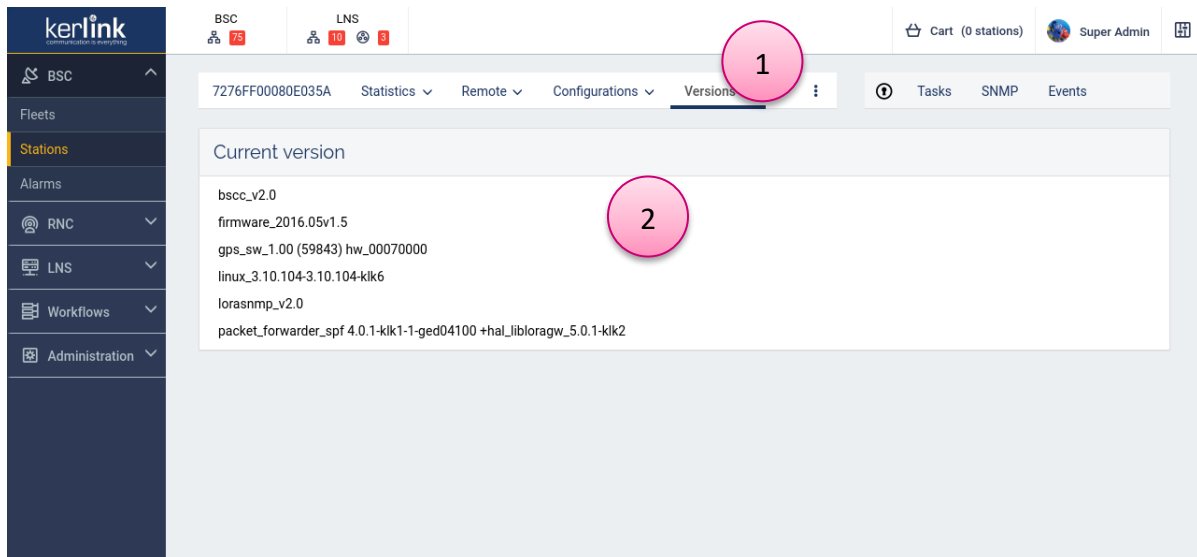 kerlink
communication is everything
BSC
75
LNS
10 3
Cart (0 stations)
Super Admin
BSC
Fleets
Stations
Alarms
RNC
LNS
Workflows
Administration
7276FF00080E035A Statistics Remote Configurations Versions
1
Tasks SNMP Events
Current version
bscc_v2.0
firmware_2016.05v1.5
gps_sw_1.00 (59843) hw_00070000
linux_3.10.104-3.10.104-klk6
lorasnmp_v2.0
packet_forwarder_spf 4.0.1-klk1-1-ged04100 +hal_libloragw_5.0.1-klk2
2